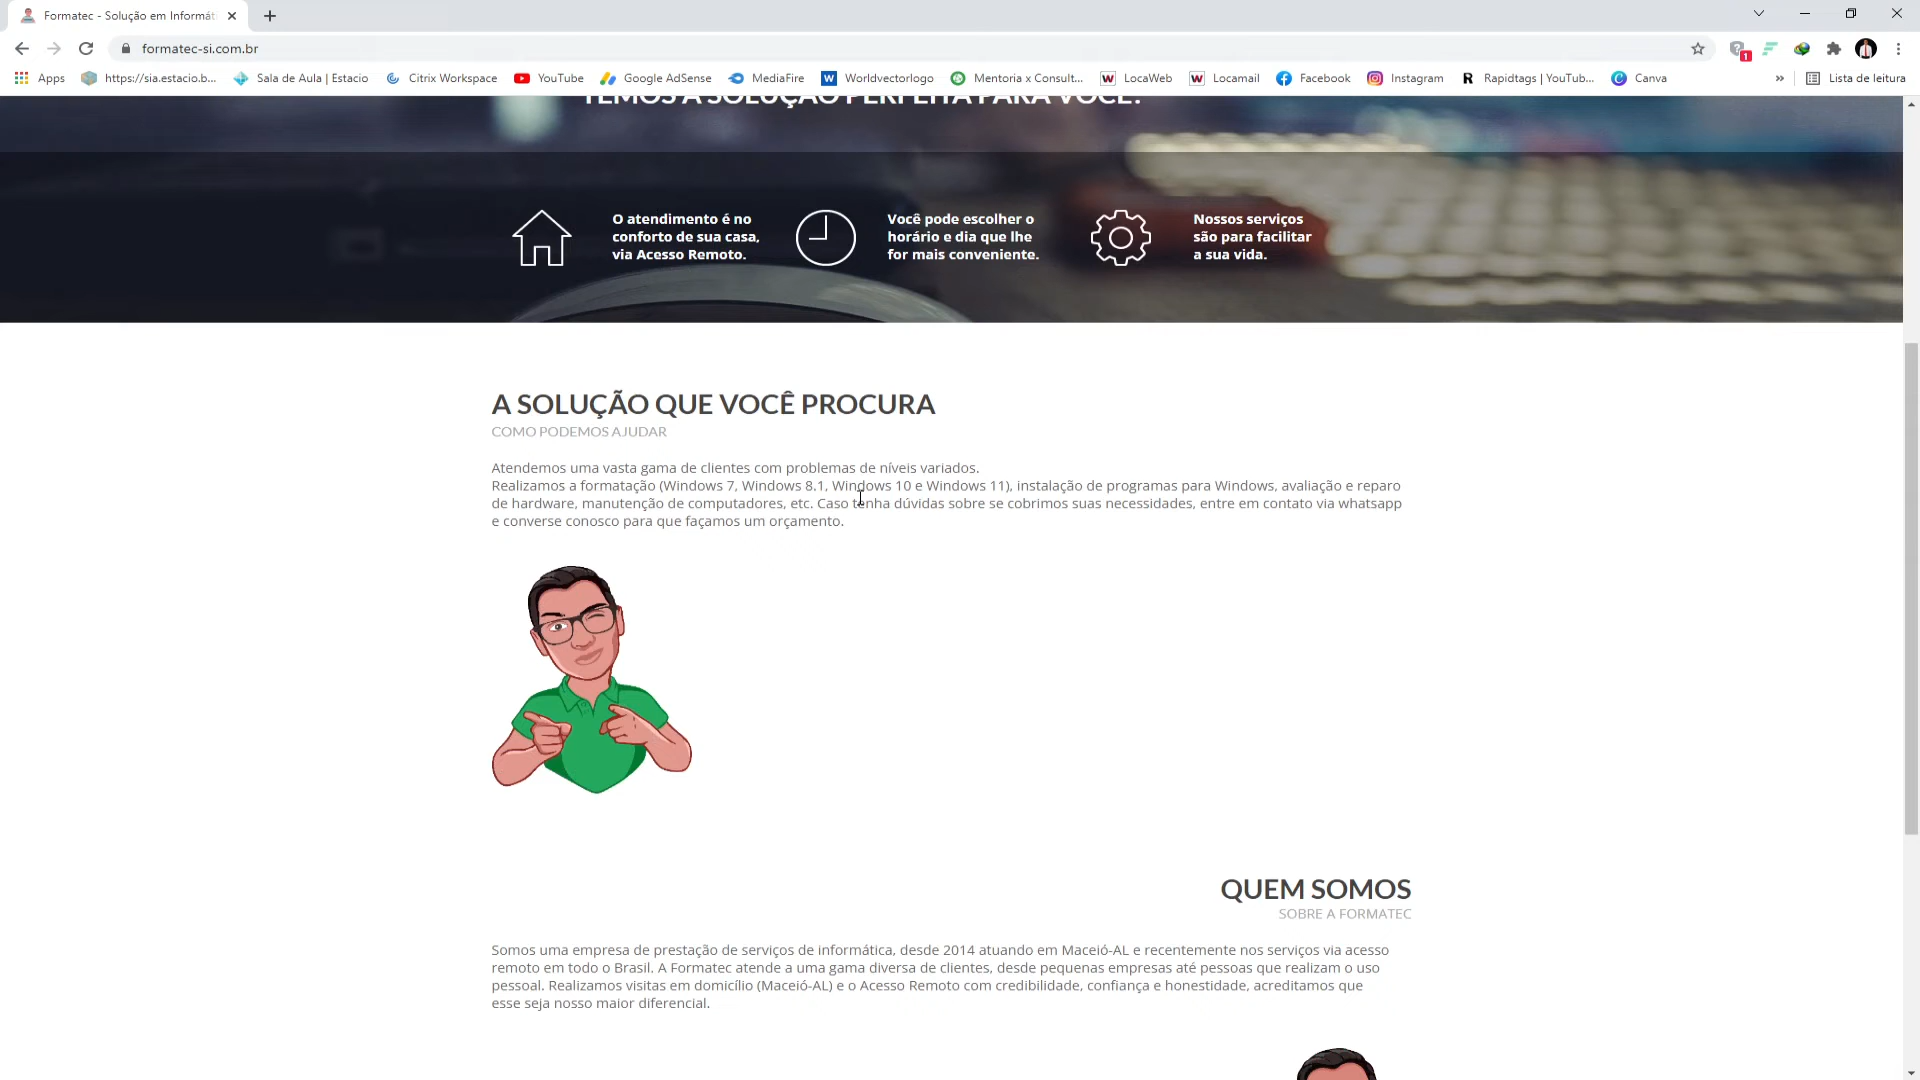 Formatec - Solução em Informáti
formatec-si.com.br
1
Apps
https://sia.estacio.b...
Sala de Aula | Estacio
Citrix Workspace
YouTube
Google AdSense
MediaFire
Worldvectorlogo
Mentoria x Consult...
LocaWeb
Locamail
Facebook
Instagram
Rapidtags | YouTub...
Canva
»
Lista de leitura
TEMOS A SOLUÇÃO PERFEITA PARA VOCÊ!
O atendimento é no
conforto de sua casa,
via Acesso Remoto.
Você pode escolher o
horário e dia que lhe
for mais conveniente.
Nossos serviços
são para facilitar
a sua vida.
A SOLUÇÃO QUE VOCÊ PROCURA
COMO PODEMOS AJUDAR
Atendemos uma vasta gama de clientes com problemas de níveis variados.
Realizamos a formatação (Windows 7, Windows 8.1, Windows 10 e Windows 11), instalação de programas para Windows, avaliação e reparo
de hardware, manutenção de computadores, etc. Caso tenha dúvidas sobre se cobrimos suas necessidades, entre em contato via whatsapp
e converse conosco para que façamos um orçamento.
QUEM SOMOS
SOBRE A FORMATEC
Somos uma empresa de prestação de serviços de informática, desde 2014 atuando em Maceió-AL e recentemente nos serviços via acesso
remoto em todo o Brasil. A Formatec atende a uma gama diversa de clientes, desde pequenas empresas até pessoas que realizam o uso
pessoal. Realizamos visitas em domicílio (Maceió-AL) e o Acesso Remoto com credibilidade, confiança e honestidade, acreditamos que
esse seja nosso maior diferencial.